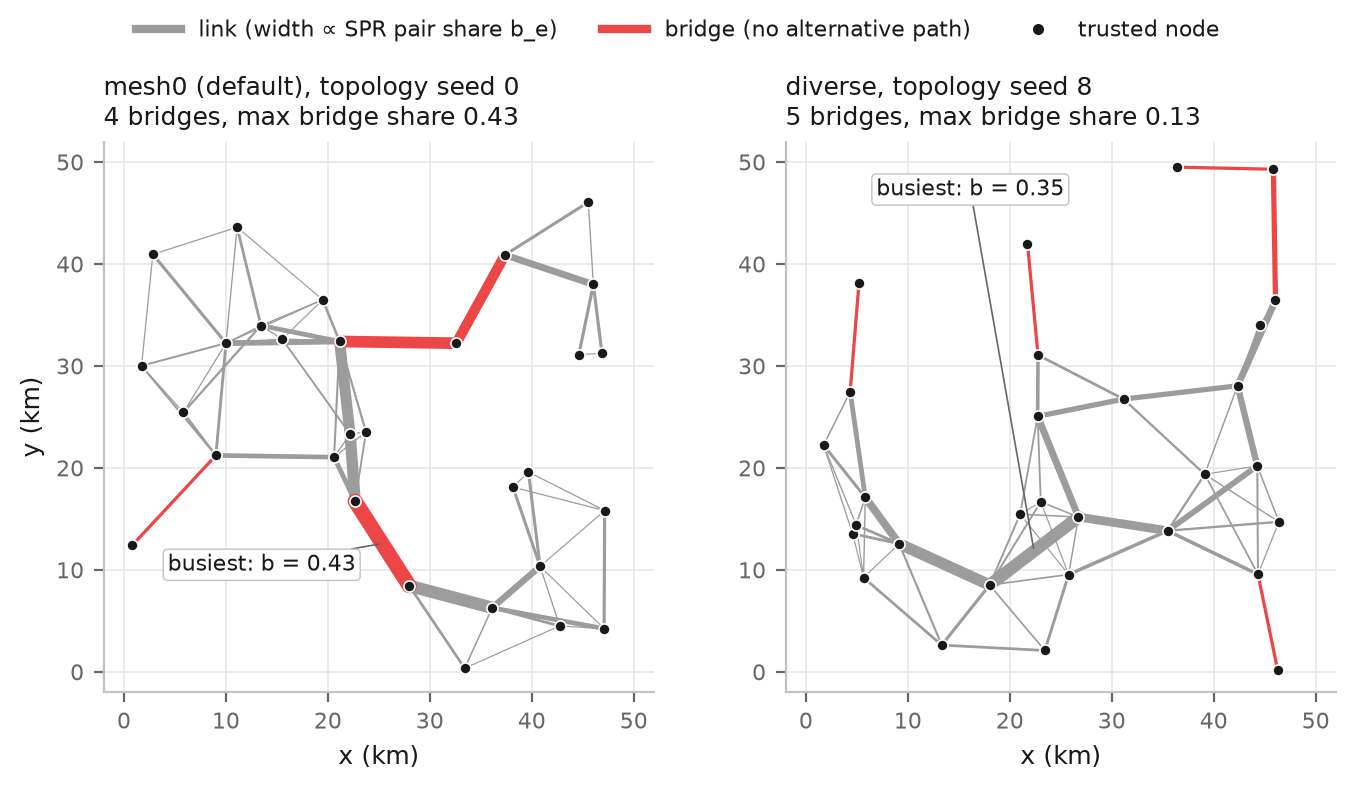 link (width ∝ SPR pair share b_e)
bridge (no alternative path)
trusted node
mesh0 (default), topology seed 0
4 bridges, max bridge share 0.43
diverse, topology seed 8
5 bridges, max bridge share 0.13
busiest: b = 0.43
busiest: b = 0.35
50
40
30
20
10
0
y (km)
0 10 20 30 40 50
x (km)
50
40
30
20
10
0
0 10 20 30 40 50
x (km)